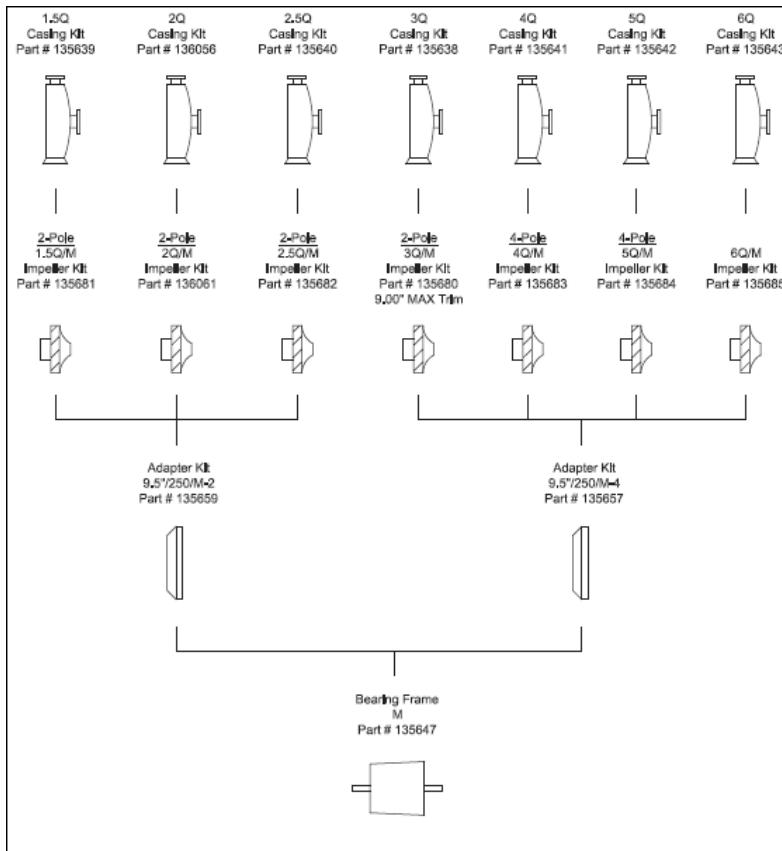 1.5Q
Casing Kit
Part # 135639
2Q
Casing Kit
Part # 136056
2.5Q
Casing Kit
Part # 135640
3Q
Casing Kit
Part # 135638
4Q
Casing Kit
Part # 135641
5Q
Casing Kit
Part # 135642
6Q
Casing Kit
Part # 135643
2-Pole
1.5Q/M
Impeller Kit
Part # 135681
2-Pole
2Q/M
Impeller Kit
Part # 136061
2-Pole
2.5Q/M
Impeller Kit
Part # 135682
2-Pole
3Q/M
Impeller Kit
Part # 135680
9.00" MAX Trim
4-Pole
4Q/M
Impeller Kit
Part # 135683
4-Pole
5Q/M
Impeller Kit
Part # 135684
6Q/M
Impeller Kit
Part # 135685
Adapter Kit
9.5"/250/M-2
Part # 135659
Adapter Kit
9.5"/250/M-4
Part # 135657
Bearing Frame
M
Part # 135647